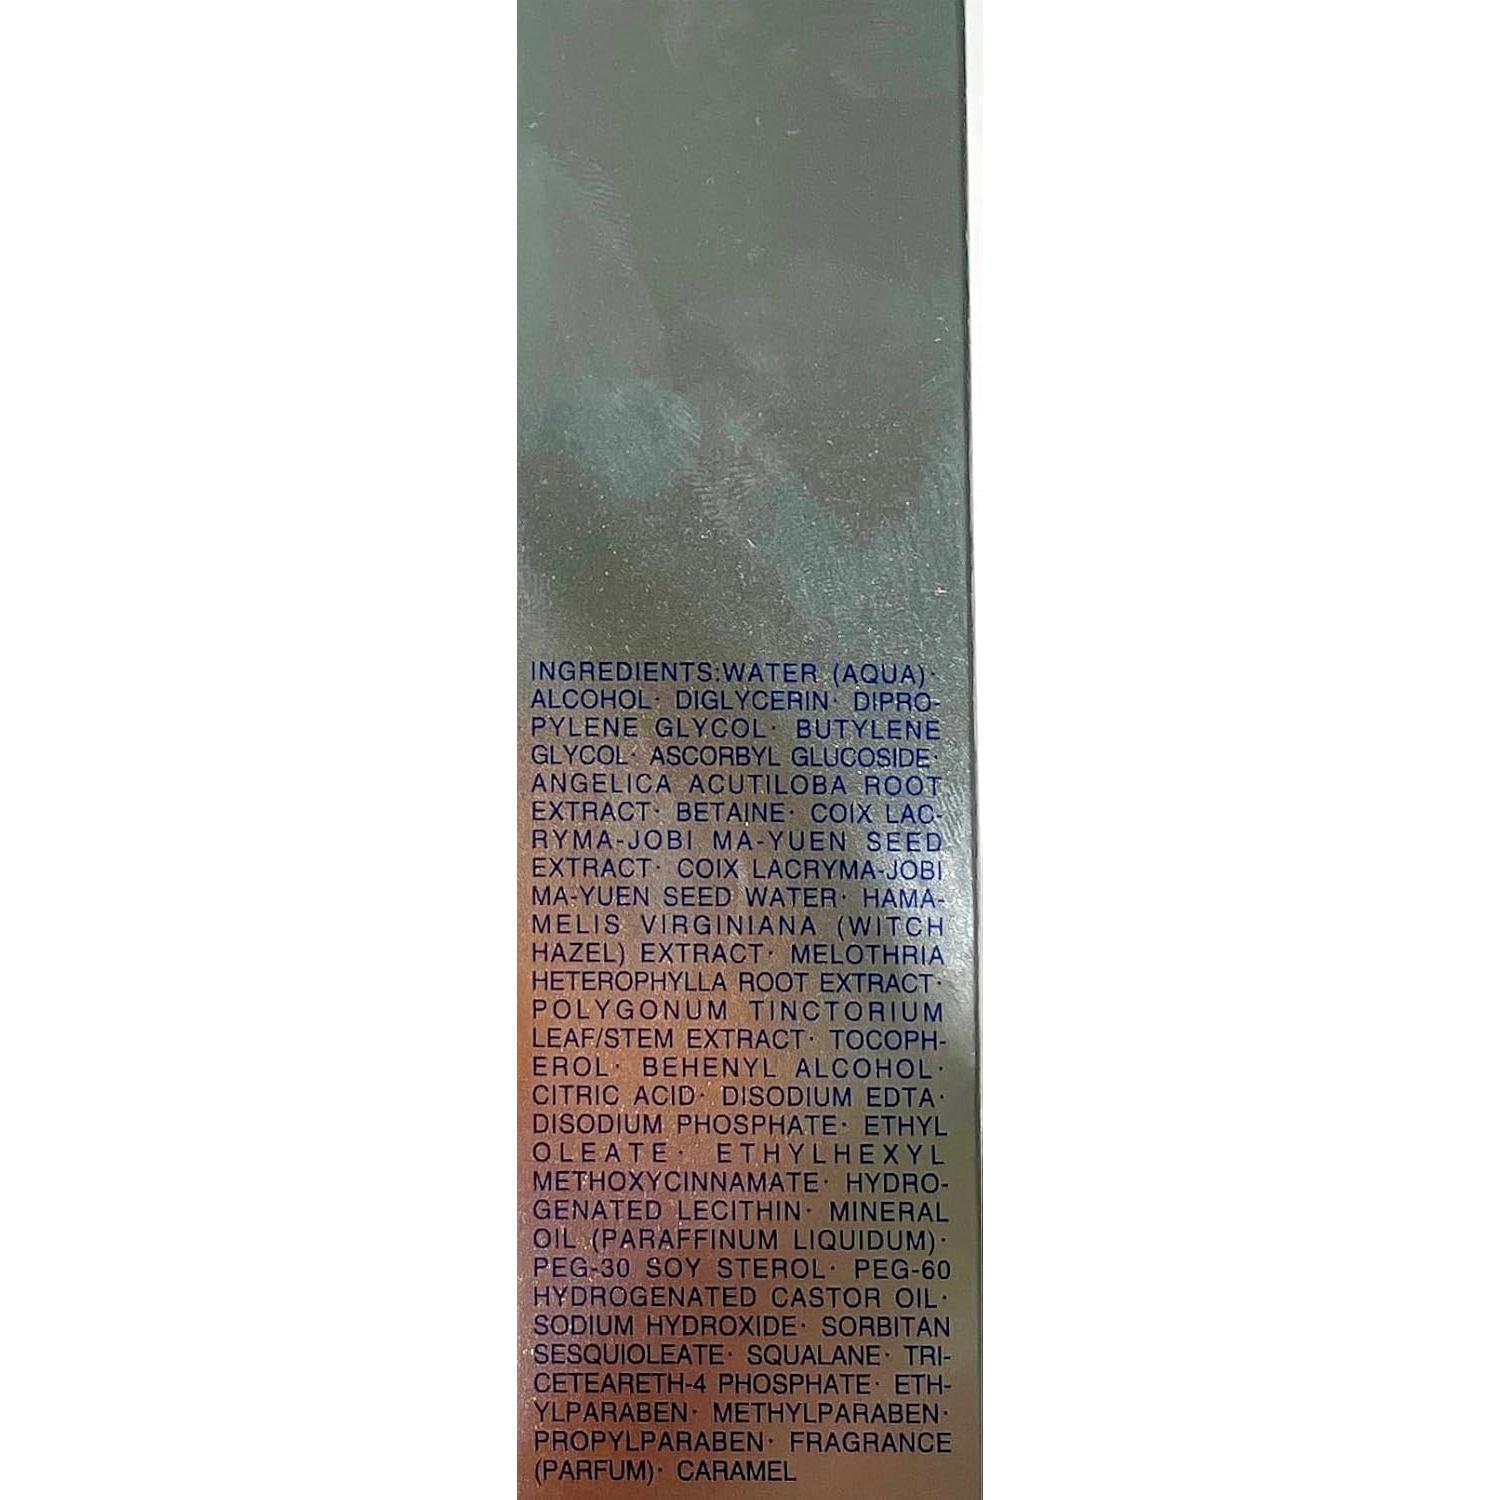 INGREDIENTS:WATER (AQUA)·
ALCOHOL· DIGLYCERIN· DIPRO-
PYLENE GLYCOL· BUTYLENE
GLYCOL· ASCORBYL GLUCOSIDE·
ANGELICA ACUTILOBA ROOT
EXTRACT· BETAINE· COIX LAC-
RYMA-JOBI MA-YUEN SEED
EXTRACT· COIX LACRYMA-JOBI
MA-YUEN SEED WATER· HAMA-
MELIS VIRGINIANA (WITCH
HAZEL) EXTRACT· MELOTHRIA
HETEROPHYLLA ROOT EXTRACT·
POLYGONUM TINCTORIUM
LEAF/STEM EXTRACT· TOCOPH-
EROL· BEHENYL ALCOHOL·
CITRIC ACID· DISODIUM EDTA·
DISODIUM PHOSPHATE· ETHYL
OLEATE· ETHYLHEXYL
METHOXYCINNAMATE· HYDRO-
GENATED LECITHIN· MINERAL
OIL (PARAFFINUM LIQUIDUM)·
PEG-30 SOY STEROL· PEG-60
HYDROGENATED CASTOR OIL·
SODIUM HYDROXIDE· SORBITAN
SESQUIOLEATE· SQUALANE· TRI-
CETEARETH-4 PHOSPHATE· ETH-
YLPARABEN· METHYLPARABEN·
PROPYLPARABEN· FRAGRANCE
(PARFUM)· CARAMEL